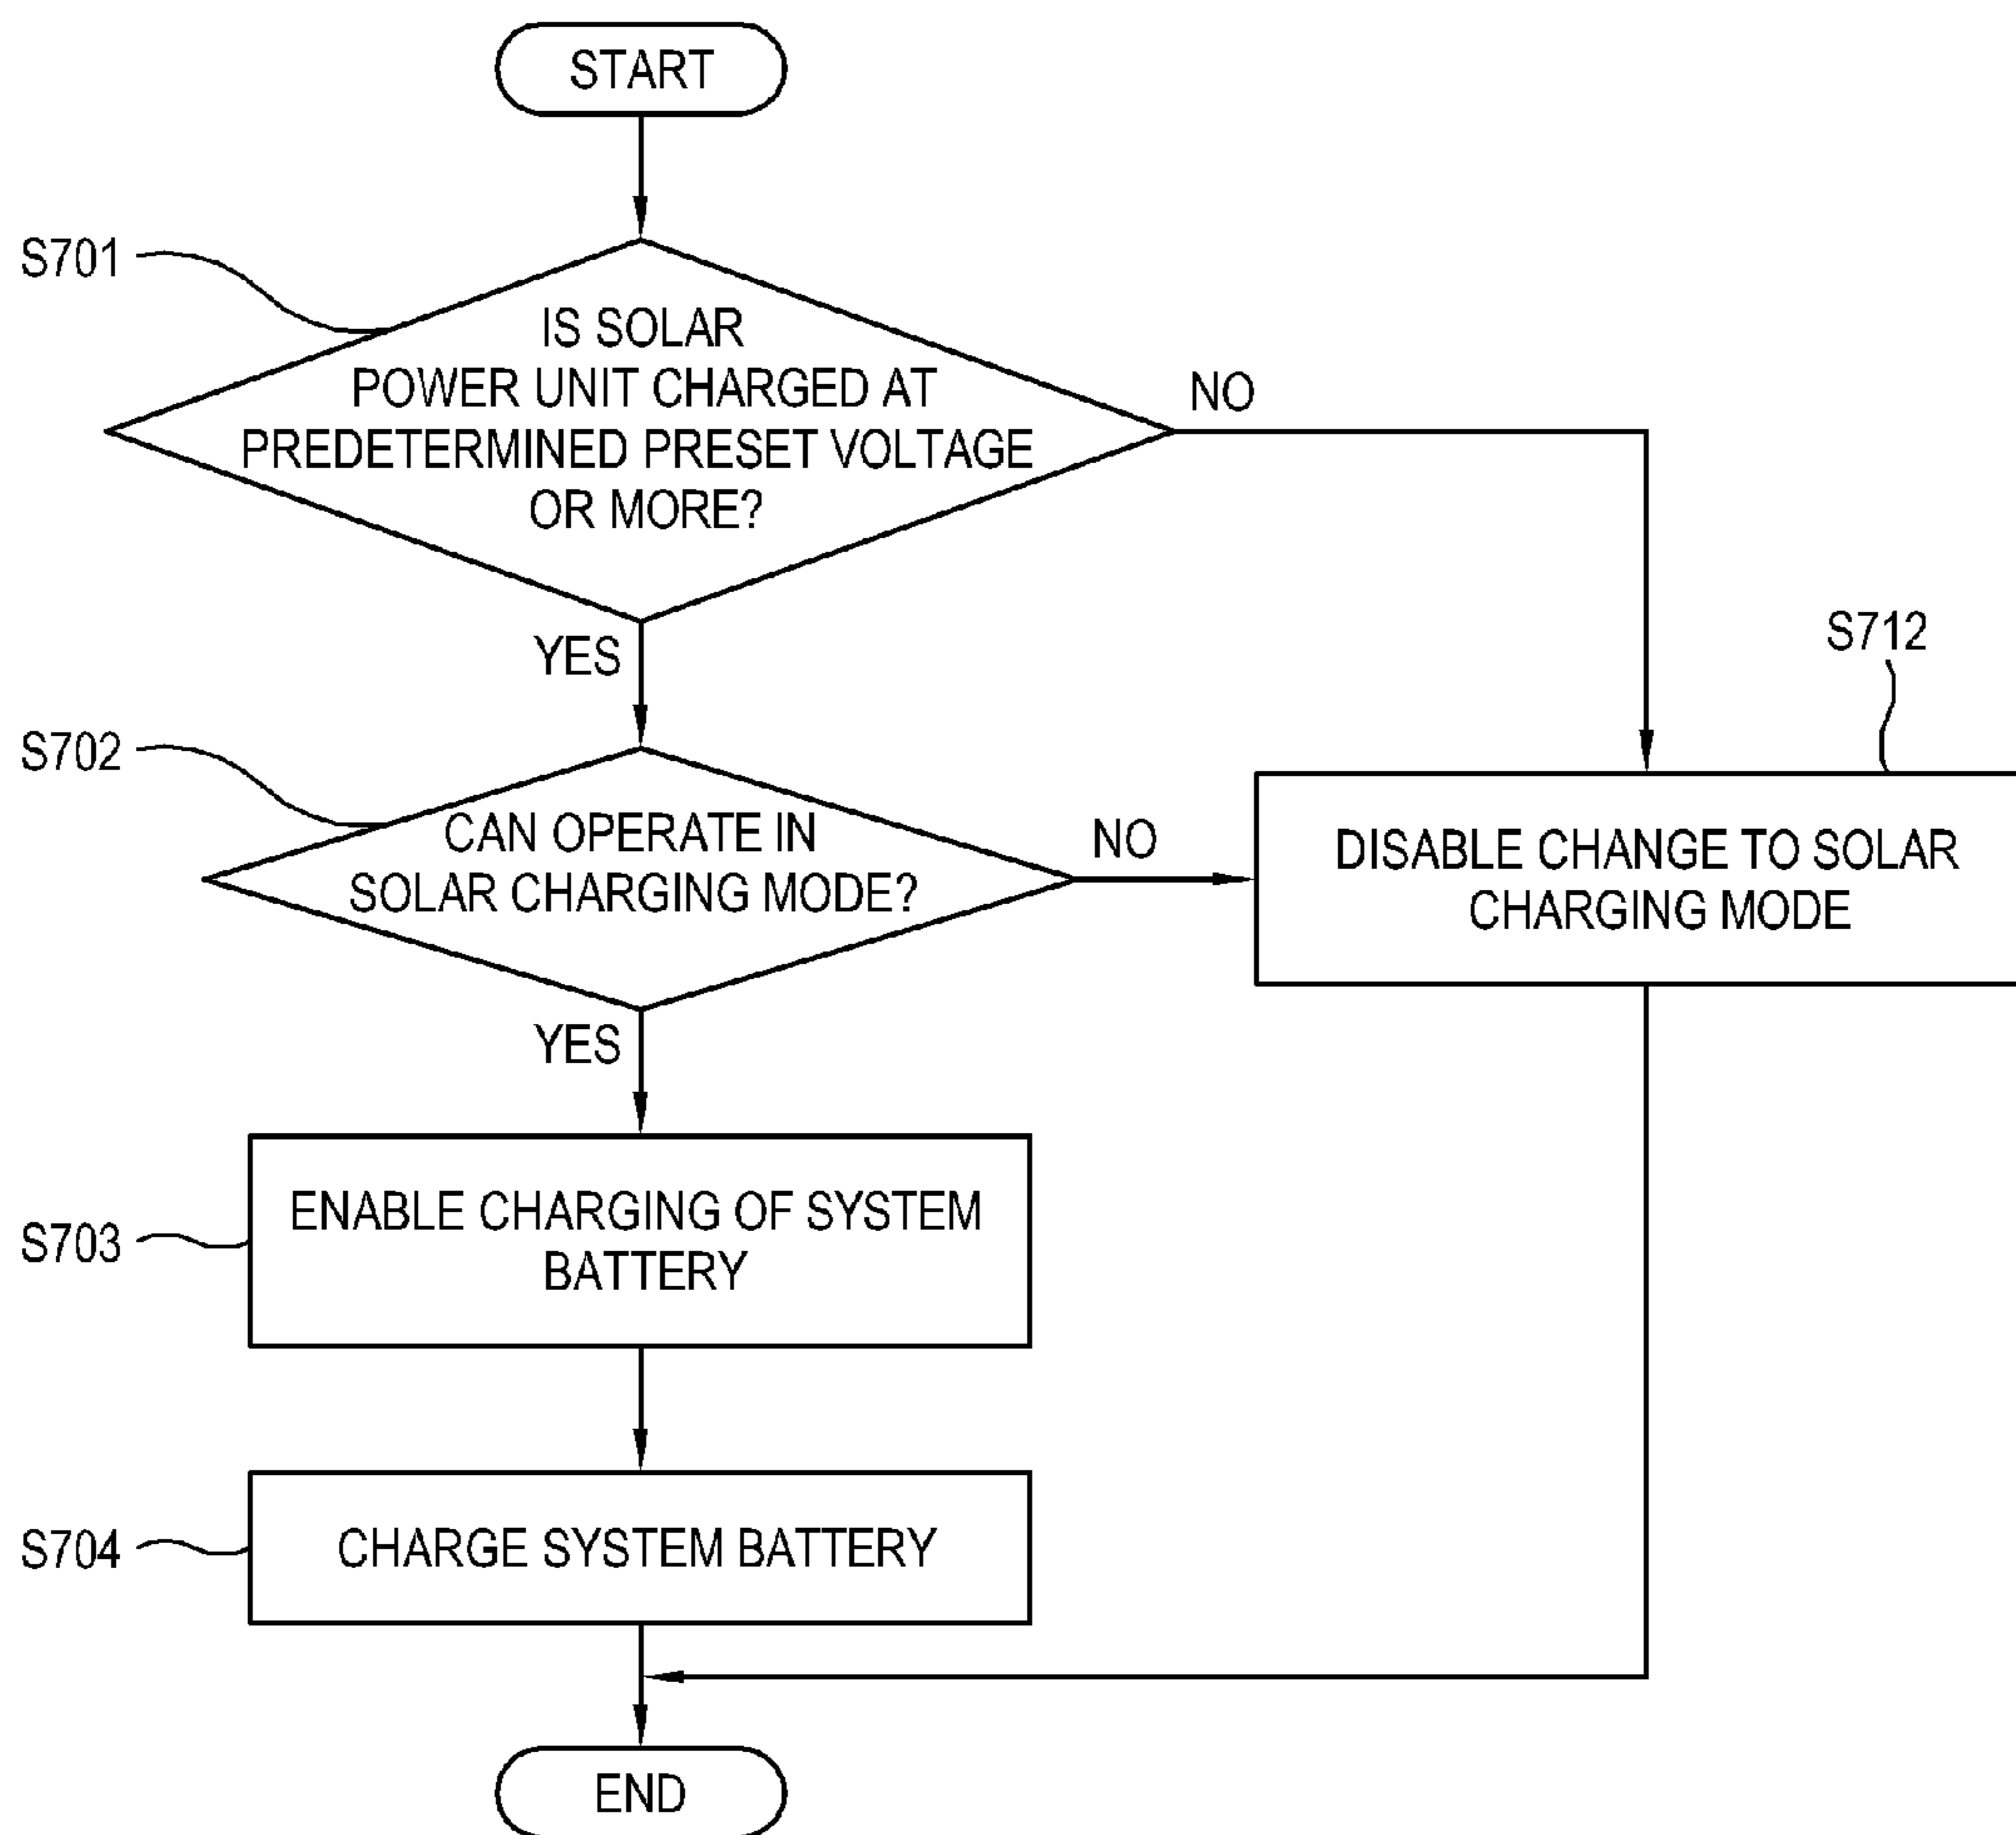 START
S701
IS SOLAR
POWER UNIT CHARGED AT
PREDETERMINED PRESET VOLTAGE
OR MORE?
NO
YES
S712
S702
CAN OPERATE IN
SOLAR CHARGING MODE?
NO
DISABLE CHANGE TO SOLAR
CHARGING MODE
YES
S703
ENABLE CHARGING OF SYSTEM
BATTERY
S704
CHARGE SYSTEM BATTERY
END